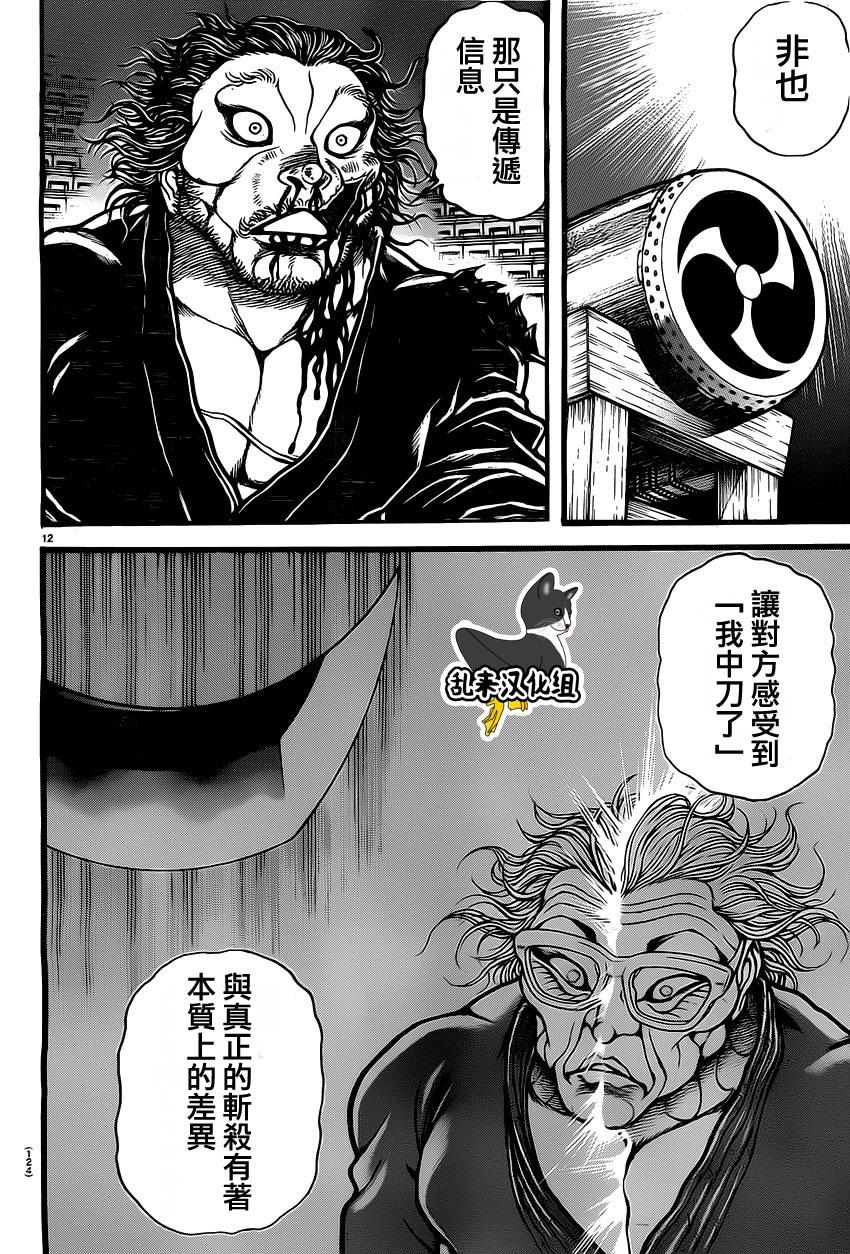 非也
那只是傳遞
信息
12
讓對方感受到
「我中刀了」
乱来汉化组
與真正的斬殺有著
本質上的差異
(124)